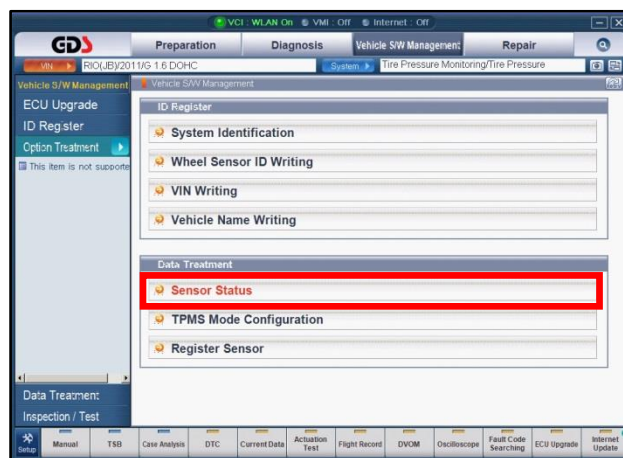 VCI : WLAN On VMI : Off Internet : Off
GDS
Preparation
Diagnosis
Vehicle S/W Management
Repair
VIN
RIO(JB)/2011/G 1.6 DOHC
System
Tire Pressure Monitoring/Tire Pressure
Vehicle S/W Management
ECU Upgrade
ID Register
Option Treatment
This item is not supporte
Data Treatment
Inspection / Test
Vehicle S/W Management
ID Register
System Identification
Wheel Sensor ID Writing
VIN Writing
Vehicle Name Writing
Data Treatment
Sensor Status
TPMS Mode Configuration
Register Sensor
Setup
Manual
TSB
Case Analysis
DTC
Current Data
Actuation Test
Flight Record
DVOM
Oscilloscope
Fault Code Searching
ECU Upgrade
Internet Update